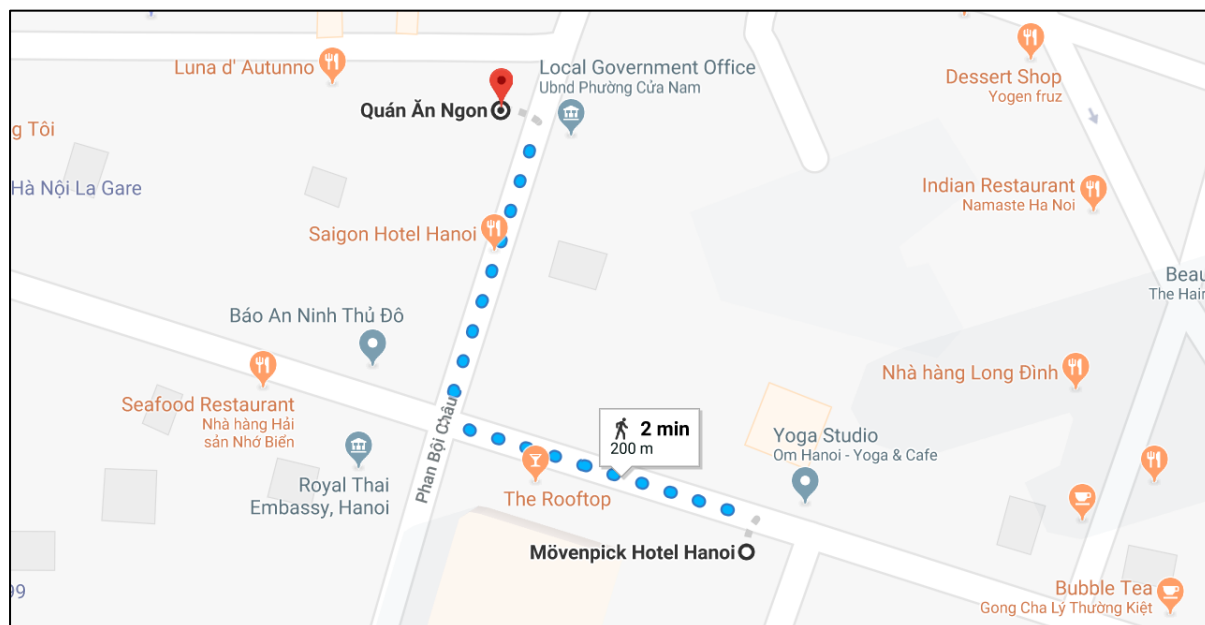 Luna d' Autunno
Quán Ăn Ngon
Local Government Office
Ubnd Phường Cửa Nam
Dessert Shop
Yogen fruz
g Tôi
Hà Nội La Gare
Saigon Hotel Hanoi
Indian Restaurant
Namaste Ha Noi
Beau
The Hair
Báo An Ninh Thủ Đô
Seafood Restaurant
Nhà hàng Hải
sản Nhớ Biển
Phan Bội Châu
Nhà hàng Long Đình
2 min
200 m
Yoga Studio
Om Hanoi - Yoga & Cafe
Royal Thai
Embassy, Hanoi
The Rooftop
Mövenpick Hotel Hanoi
99
Bubble Tea
Gong Cha Lý Thường Kiệt